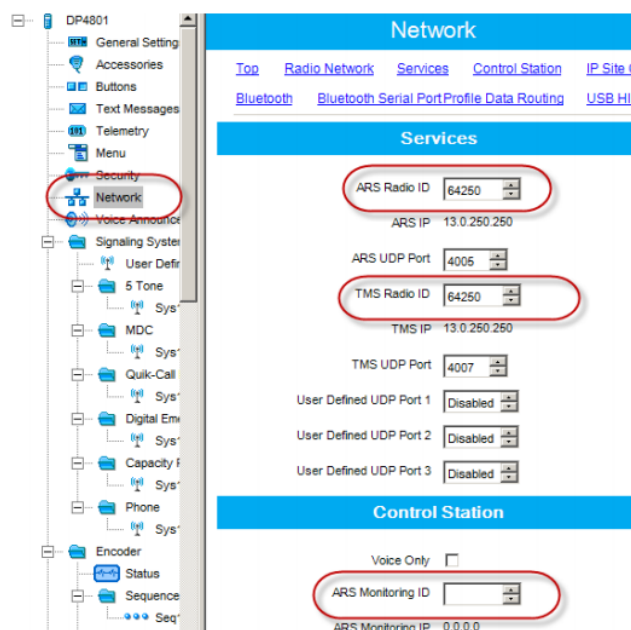 DP4801
General Setting
Accessories
Buttons
Text Messages
Telemetry
Menu
Security
Network
Voice Announce
Signaling System
User Defin
5 Tone
Sys
MDC
Sys
Quik-Call
Sys
Digital Eme
Sys
Capacity
Sys
Phone
Sys
Encoder
Status
Sequence
Seq
Network
Top Radio Network Services Control Station IP Site
Bluetooth Bluetooth Serial Port Profile Data Routing USB HI
Services
ARS Radio ID 64250
ARS IP 13.0.250.250
ARS UDP Port 4005
TMS Radio ID 64250
TMS IP 13.0.250.250
TMS UDP Port 4007
User Defined UDP Port 1 Disabled
User Defined UDP Port 2 Disabled
User Defined UDP Port 3 Disabled
Control Station
Voice Only
ARS Monitoring ID
ARS Monitoring IP 0.0.0.0